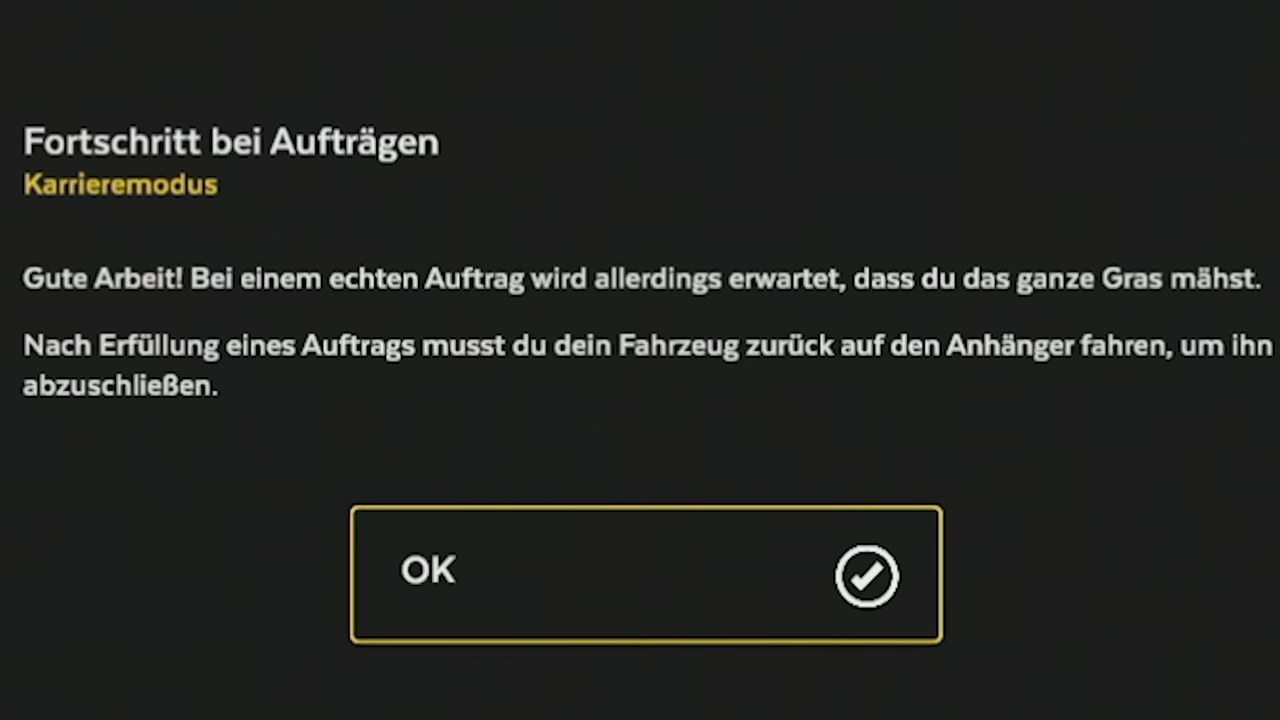 Fortschritt bei Aufträgen
Karrieremodus
Gute Arbeit! Bei einem echten Auftrag wird allerdings erwartet, dass du das ganze Gras mähst.
Nach Erfüllung eines Auftrags musst du dein Fahrzeug zurück auf den Anhänger fahren, um ihn
abzuschließen.
OK